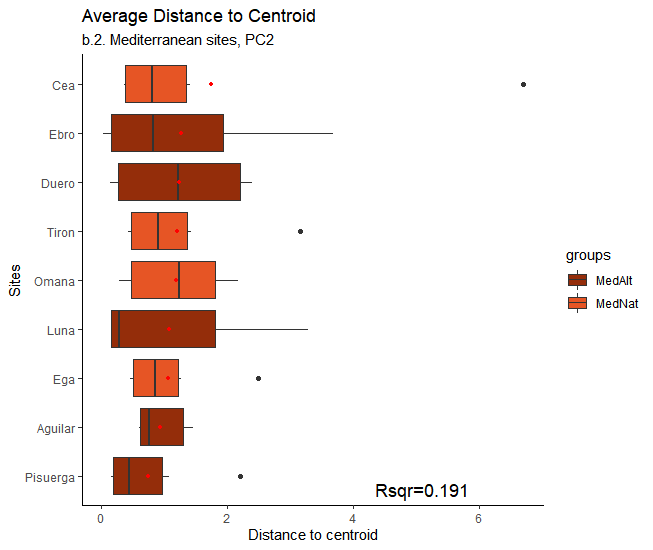 Average Distance to Centroid
b.2. Mediterranean sites, PC2
Sites
Cea
Ebro
Duero
Tiron
Omana
Luna
Ega
Aguilar
Pisuerga
Rsqr=0.191
0 2 4 6
Distance to centroid
groups
MedAlt
MedNat